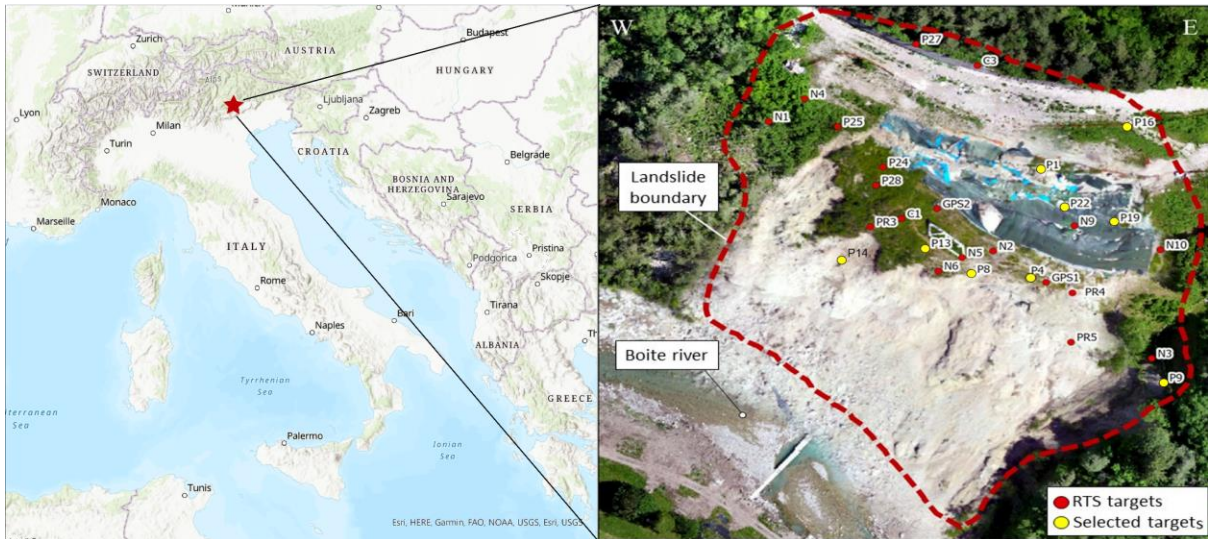 Munich
Zurich
AUSTRIA
Budapest
SWITZERLAND
Alps
HUNGARY
Lyon
Ljubljana
Zagreb
Milan
Turin
CROATIA
Belgrade
BOSNIA AND
HERZEGOVINA
Monaco
Marseille
Sarajevo
SERBIA
ITALY
Pristina
Podgorica
Skopje
Rome
Tirana
Bari
Naples
ALBANIA
Tyrrhenian
Sea
GREECE
Palermo
Ionian
Sea
Tunis
Esri, HERE, Garmin, FAO, NOAA, USGS, Esri, USGS
W
E
P27
C3
N4
N1
P25
P16
P24
P1
P28
Landslide
boundary
GPS2
P22
C1
P19
PR3
N9
P13
N2
N10
P14
N5
N6
P8
P4
GPS1
PR4
PR5
Boite river
N3
P9
RTS targets
Selected targets